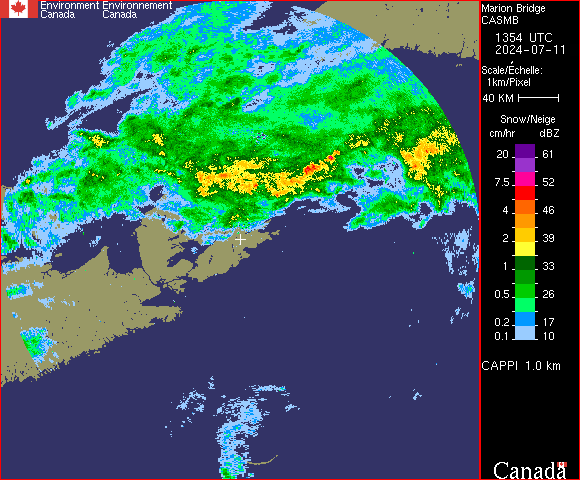 Environment Environnement
Canada Canada
Marion Bridge
CASMB
1354 UTC
2024-07-11
Scale/Échelle:
1km/Pixel
40 KM
Snow/Neige
cm/hr dBZ
20 61
7.5 52
4 46
2 39
1 33
0.5 26
0.2 17
0.1 10
CAPPI 1.0 km
Canada